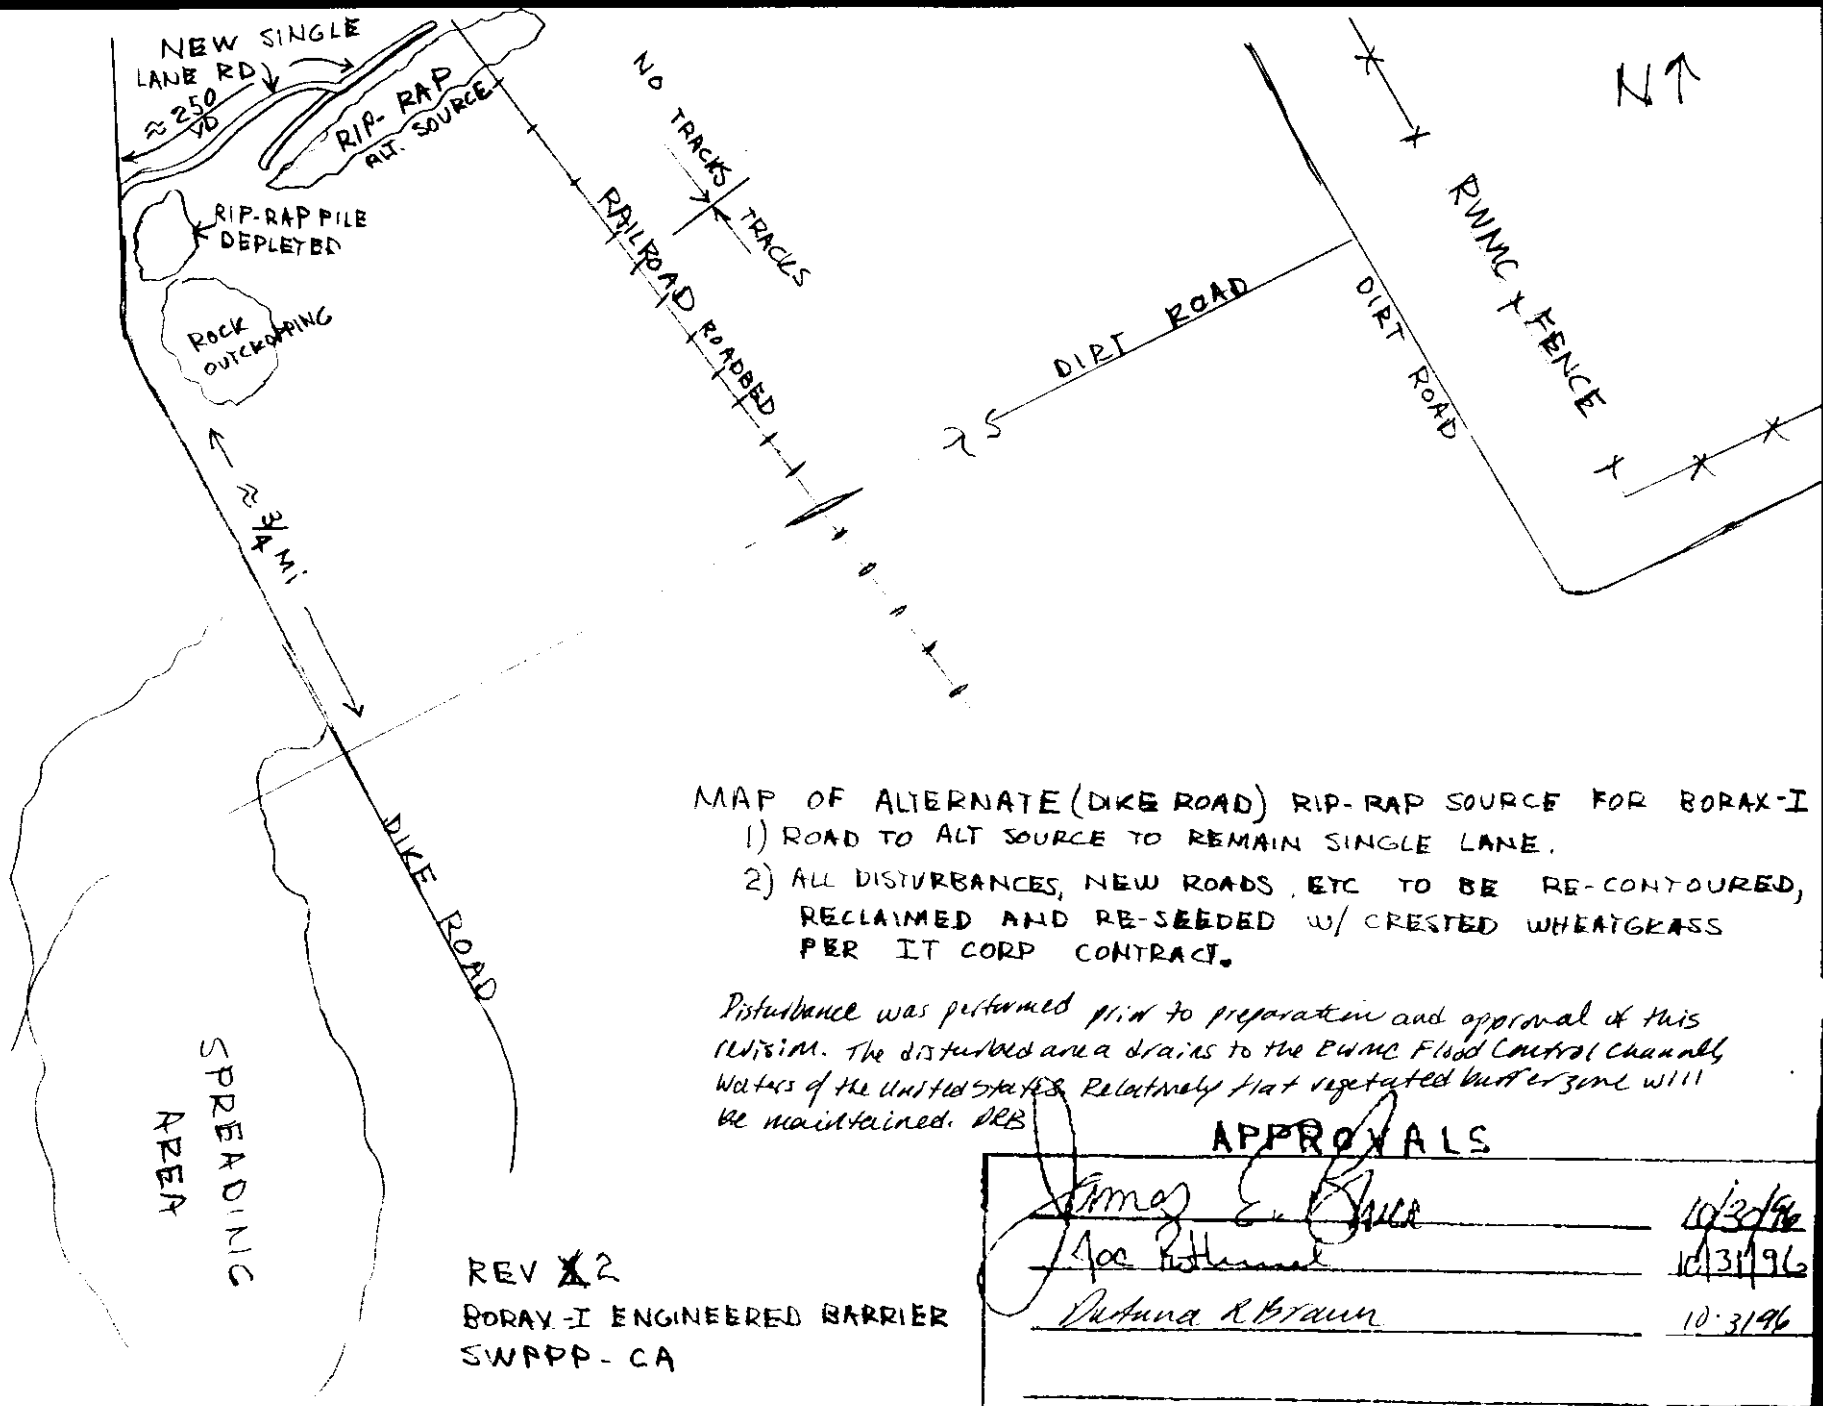 NEW SINGLE
LANE RD
≈ 250
YD
RIP-RAP
ALT. SOURCE
NO TRACKS
TRACKS
N↑
RIP-RAP PILE
DEPLETED
ROCK
OUTCROPPING
RAILROAD ROADBED
DIRT ROAD
DIRT ROAD
RWMC FENCE
≈ 3/4 Mi
DIKE ROAD
SPREADING
AREA
MAP OF ALTERNATE (DIKE ROAD) RIP-RAP SOURCE FOR BORAX-I
1) ROAD TO ALT SOURCE TO REMAIN SINGLE LANE.
2) ALL DISTURBANCES, NEW ROADS, ETC TO BE RE-CONTOURED,
RECLAIMED AND RE-SEEDED W/ CRESTED WHEATGRASS
PER IT CORP CONTRACT.
Disturbance was performed prior to preparation and approval of this
revision. The disturbed area drains to the RWMC Flood Control Channel,
Waters of the United States. Relatively flat vegetated buffer zone will
be maintained. DRB
APPROVALS
James E. 10/30/96
Joe 10/31/96
R Braun 10-31-96
REV 2
BORAX-I ENGINEERED BARRIER
SWPPP-CA